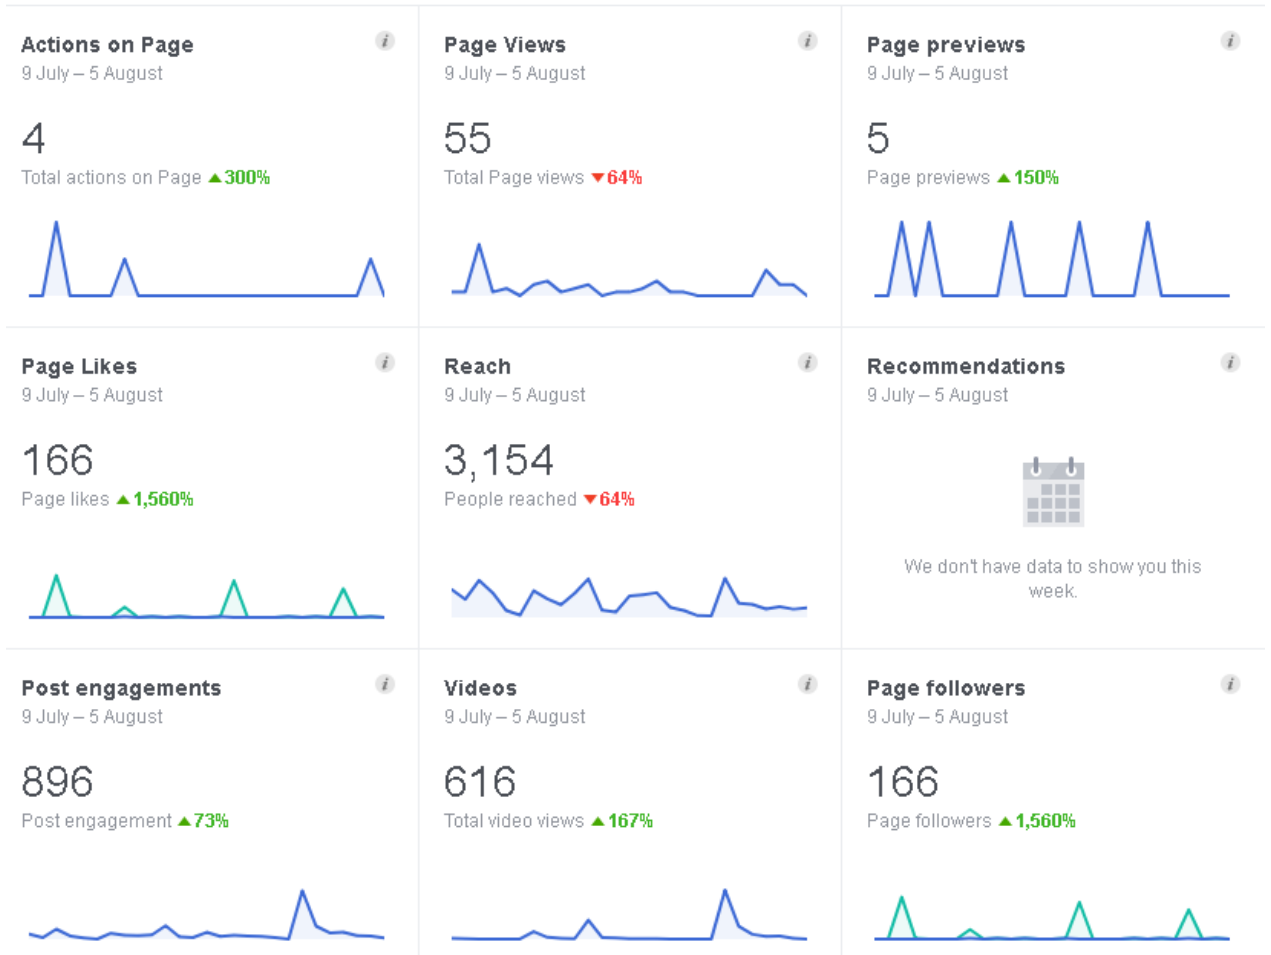 Actions on Page
9 July – 5 August
4
Total actions on Page ▲300%
Page Views
9 July – 5 August
55
Total Page views ▼64%
Page previews
9 July – 5 August
5
Page previews ▲150%
Page Likes
9 July – 5 August
166
Page likes ▲1,560%
Reach
9 July – 5 August
3,154
People reached ▼64%
Recommendations
9 July – 5 August
We don't have data to show you this
week.
Post engagements
9 July – 5 August
896
Post engagement ▲73%
Videos
9 July – 5 August
616
Total video views ▲167%
Page followers
9 July – 5 August
166
Page followers ▲1,560%